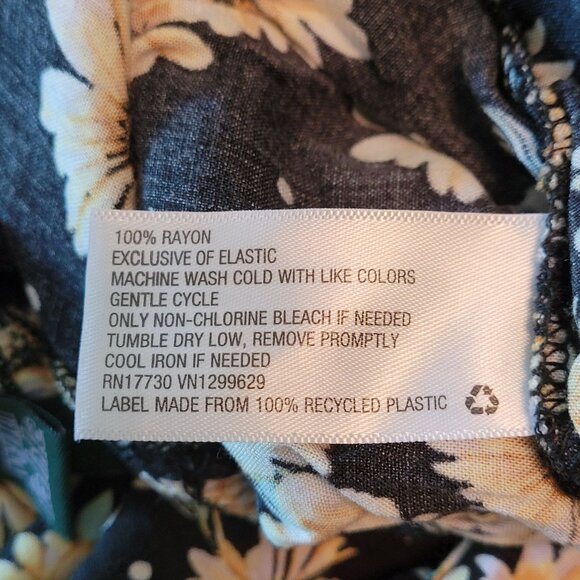 100% RAYON
EXCLUSIVE OF ELASTIC
MACHINE WASH COLD WITH LIKE COLORS
GENTLE CYCLE
ONLY NON-CHLORINE BLEACH IF NEEDED
TUMBLE DRY LOW, REMOVE PROMPTLY
COOL IRON IF NEEDED
RN17730 VN1299629
LABEL MADE FROM 100% RECYCLED PLASTIC